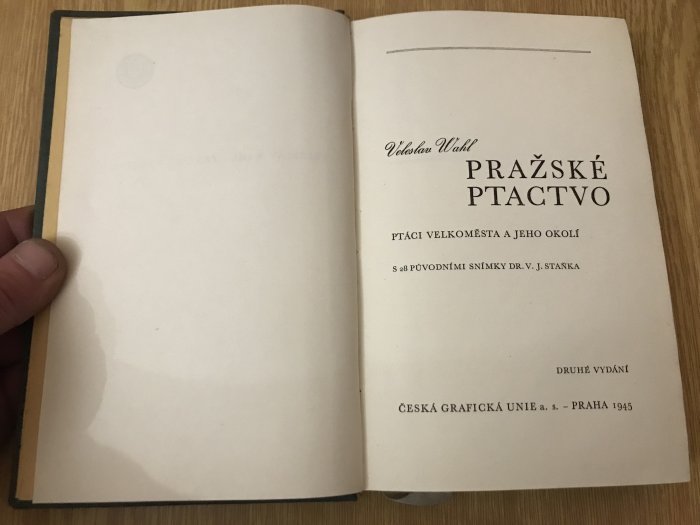 Veleslav Wahl
PRAŽSKÉ
PTACTVO
PTÁCI VELKOMĚSTA A JEHO OKOLÍ
S 28 PŮVODNÍMI SNÍMKY DR. V. J. STAŇKA
DRUHÉ VYDÁNÍ
ČESKÁ GRAFICKÁ UNIE a. s. – PRAHA 1945